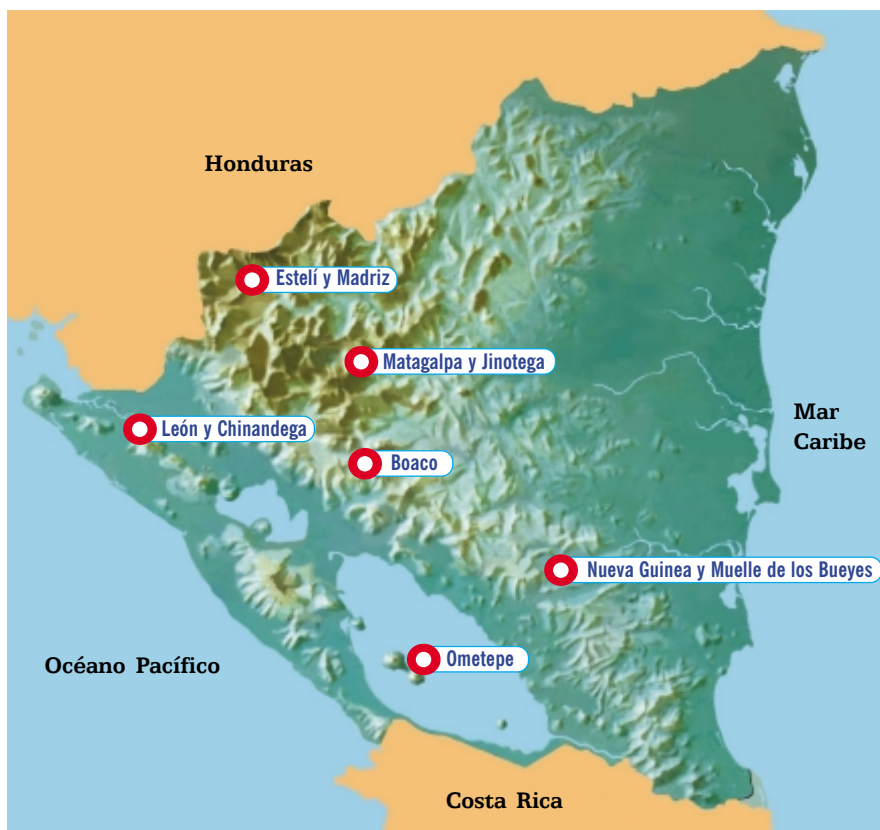 Honduras
Estelí y Madriz
Matagalpa y Jinotega
León y Chinandega
Mar
Caribe
Boaco
Nueva Guinea y Muelle de los Bueyes
Océano Pacífico
Ometepe
Costa Rica